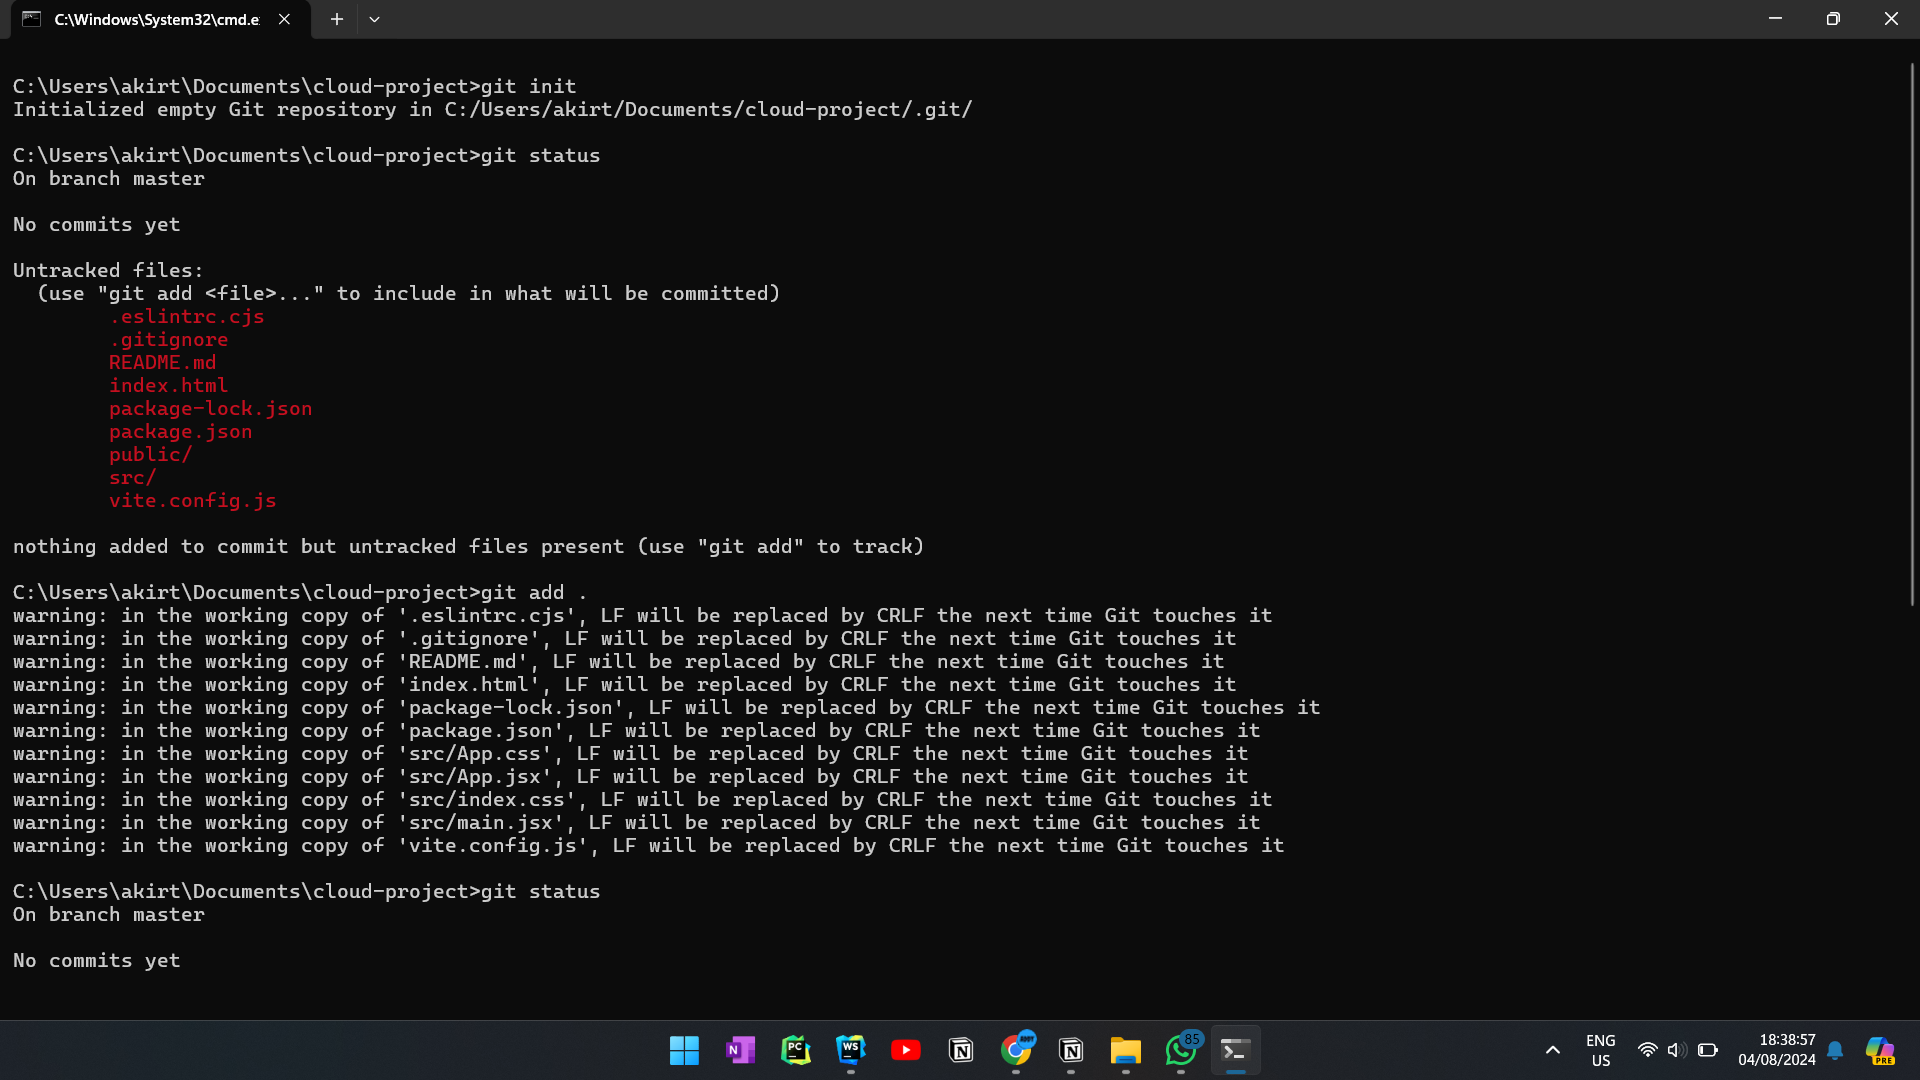 C:\Windows\System32\cmd.e
C:\Users\akirt\Documents\cloud-project>git init
Initialized empty Git repository in C:/Users/akirt/Documents/cloud-project/.git/
C:\Users\akirt\Documents\cloud-project>git status
On branch master
No commits yet
Untracked files:
  (use "git add <file>..." to include in what will be committed)
        .eslintrc.cjs
        .gitignore
        README.md
        index.html
        package-lock.json
        package.json
        public/
        src/
        vite.config.js
nothing added to commit but untracked files present (use "git add" to track)
C:\Users\akirt\Documents\cloud-project>git add .
warning: in the working copy of '.eslintrc.cjs', LF will be replaced by CRLF the next time Git touches it
warning: in the working copy of '.gitignore', LF will be replaced by CRLF the next time Git touches it
warning: in the working copy of 'README.md', LF will be replaced by CRLF the next time Git touches it
warning: in the working copy of 'index.html', LF will be replaced by CRLF the next time Git touches it
warning: in the working copy of 'package-lock.json', LF will be replaced by CRLF the next time Git touches it
warning: in the working copy of 'package.json', LF will be replaced by CRLF the next time Git touches it
warning: in the working copy of 'src/App.css', LF will be replaced by CRLF the next time Git touches it
warning: in the working copy of 'src/App.jsx', LF will be replaced by CRLF the next time Git touches it
warning: in the working copy of 'src/index.css', LF will be replaced by CRLF the next time Git touches it
warning: in the working copy of 'src/main.jsx', LF will be replaced by CRLF the next time Git touches it
warning: in the working copy of 'vite.config.js', LF will be replaced by CRLF the next time Git touches it
C:\Users\akirt\Documents\cloud-project>git status
On branch master
No commits yet
N
PC
WS
N
N
85
ENG
US
18:38:57
04/08/2024
PRE